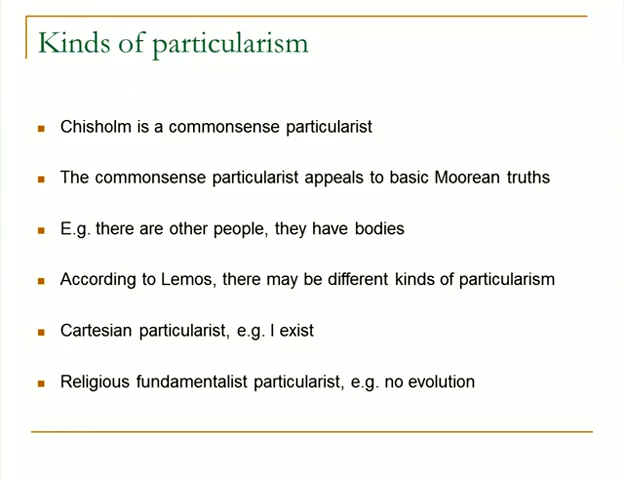 Kinds of particularism
Chisholm is a commonsense particularist
The commonsense particularist appeals to basic Moorean truths
E.g. there are other people, they have bodies
According to Lemos, there may be different kinds of particularism
Cartesian particularist, e.g. I exist
Religious fundamentalist particularist, e.g. no evolution